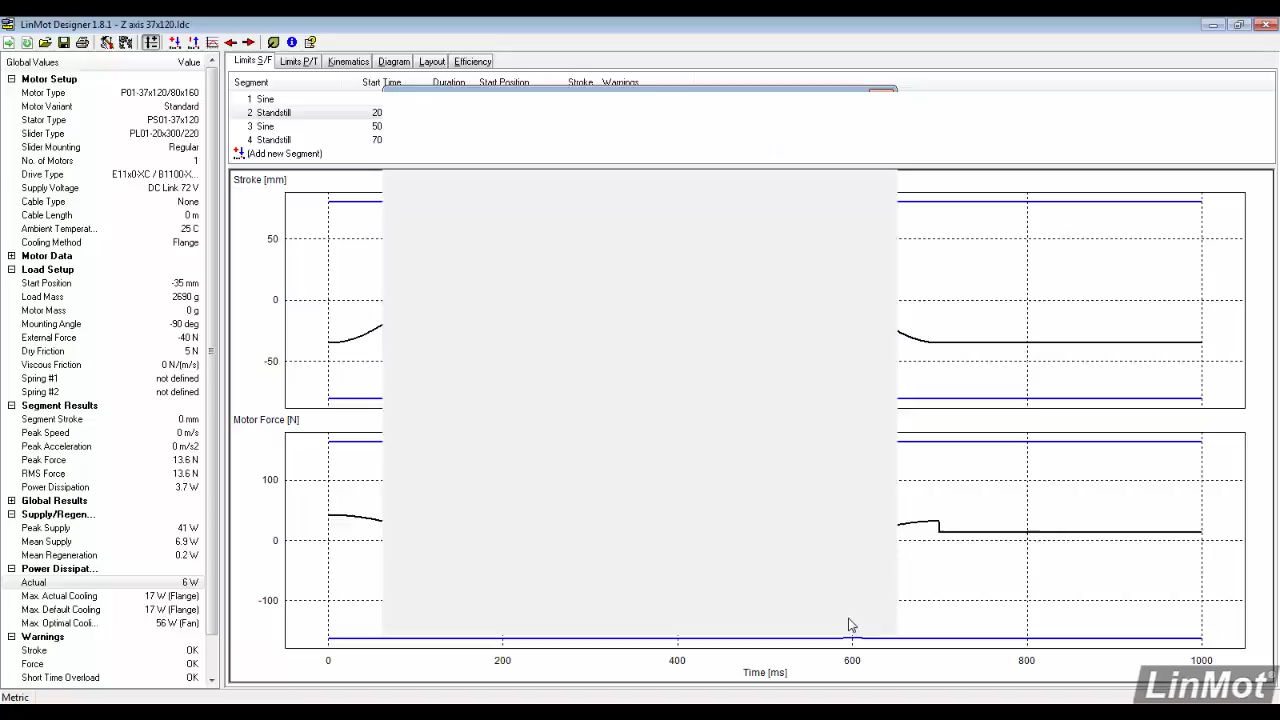 LinMot Designer 1.8.1 - Z axis 37x120.ldc
Global Values Value
Motor Setup
Motor Type P01-37x120/80x160
Motor Variant Standard
Stator Type PS01-37x120
Slider Type PL01-20x300/220
Slider Mounting Regular
No. of Motors 1
Drive Type E11x0-XC / B1100-X...
Supply Voltage DC Link 72 V
Cable Type None
Cable Length 0 m
Ambient Temperat... 25 C
Cooling Method Flange
Motor Data
Load Setup
Start Position -35 mm
Load Mass 2690 g
Motor Mass 0 g
Mounting Angle -90 deg
External Force -40 N
Dry Friction 5 N
Viscous Friction 0 N/(m/s)
Spring #1 not defined
Spring #2 not defined
Segment Results
Segment Stroke 0 mm
Peak Speed 0 m/s
Peak Acceleration 0 m/s2
Peak Force 13.6 N
RMS Force 13.6 N
Power Dissipation 3.7 W
Global Results
Supply/Regen...
Peak Supply 41 W
Mean Supply 6.9 W
Mean Regeneration 0.2 W
Power Dissipat...
Actual 6 W
Max. Actual Cooling 17 W (Flange)
Max. Default Cooling 17 W (Flange)
Max. Optimal Cooli... 56 W (Fan)
Warnings
Stroke OK
Force OK
Short Time Overload OK
Metric
Limits S/F Limits P/T Kinematics Diagram Layout Efficiency
Segment Start Time Duration Start Position Stroke Warnings
1 Sine
2 Standstill 20
3 Sine 50
4 Standstill 70
(Add new Segment)
Stroke [mm]
50
0
-50
Motor Force [N]
100
0
-100
0 200 400 600 800 1000
Time [ms]
LinMot®